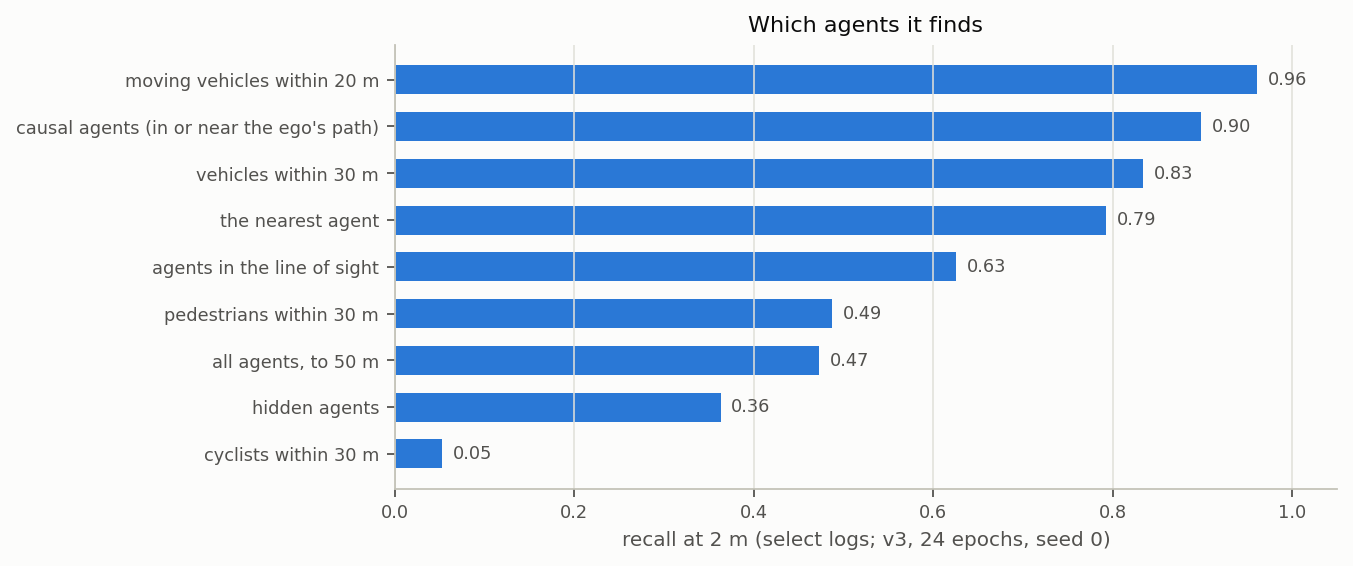 Which agents it finds
moving vehicles within 20 m 0.96
causal agents (in or near the ego's path) 0.90
vehicles within 30 m 0.83
the nearest agent 0.79
agents in the line of sight 0.63
pedestrians within 30 m 0.49
all agents, to 50 m 0.47
hidden agents 0.36
cyclists within 30 m 0.05
0.0 0.2 0.4 0.6 0.8 1.0
recall at 2 m (select logs; v3, 24 epochs, seed 0)